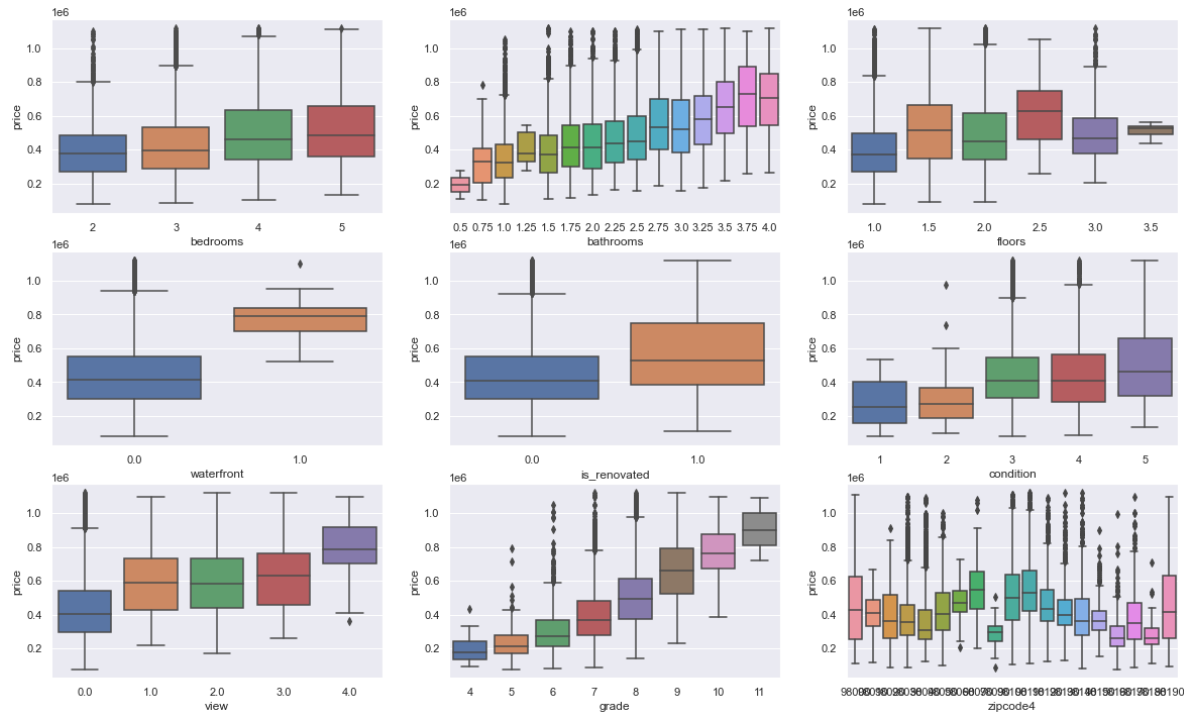 1e6 1e6 1e6
1.0 1.0 1.0
0.8 0.8 0.8
price 0.6 price 0.6 price 0.6
0.4 0.4 0.4
0.2 0.2 0.2
2 3 4 5 0.5 0.75 1.0 1.25 1.5 1.75 2.0 2.25 2.5 2.75 3.0 3.25 3.5 3.75 4.0 1.0 1.5 2.0 2.5 3.0 3.5
bedrooms bathrooms floors
1e6 1e6 1e6
1.0 1.0 1.0
0.8 0.8 0.8
price 0.6 price 0.6 price 0.6
0.4 0.4 0.4
0.2 0.2 0.2
0.0 1.0 0.0 1.0 1 2 3 4 5
waterfront is_renovated condition
1e6 1e6 1e6
1.0 1.0 1.0
0.8 0.8 0.8
price 0.6 price 0.6 price 0.6
0.4 0.4 0.4
0.2 0.2 0.2
0.0 1.0 2.0 3.0 4.0 4 5 6 7 8 9 10 11
view grade zipcode4